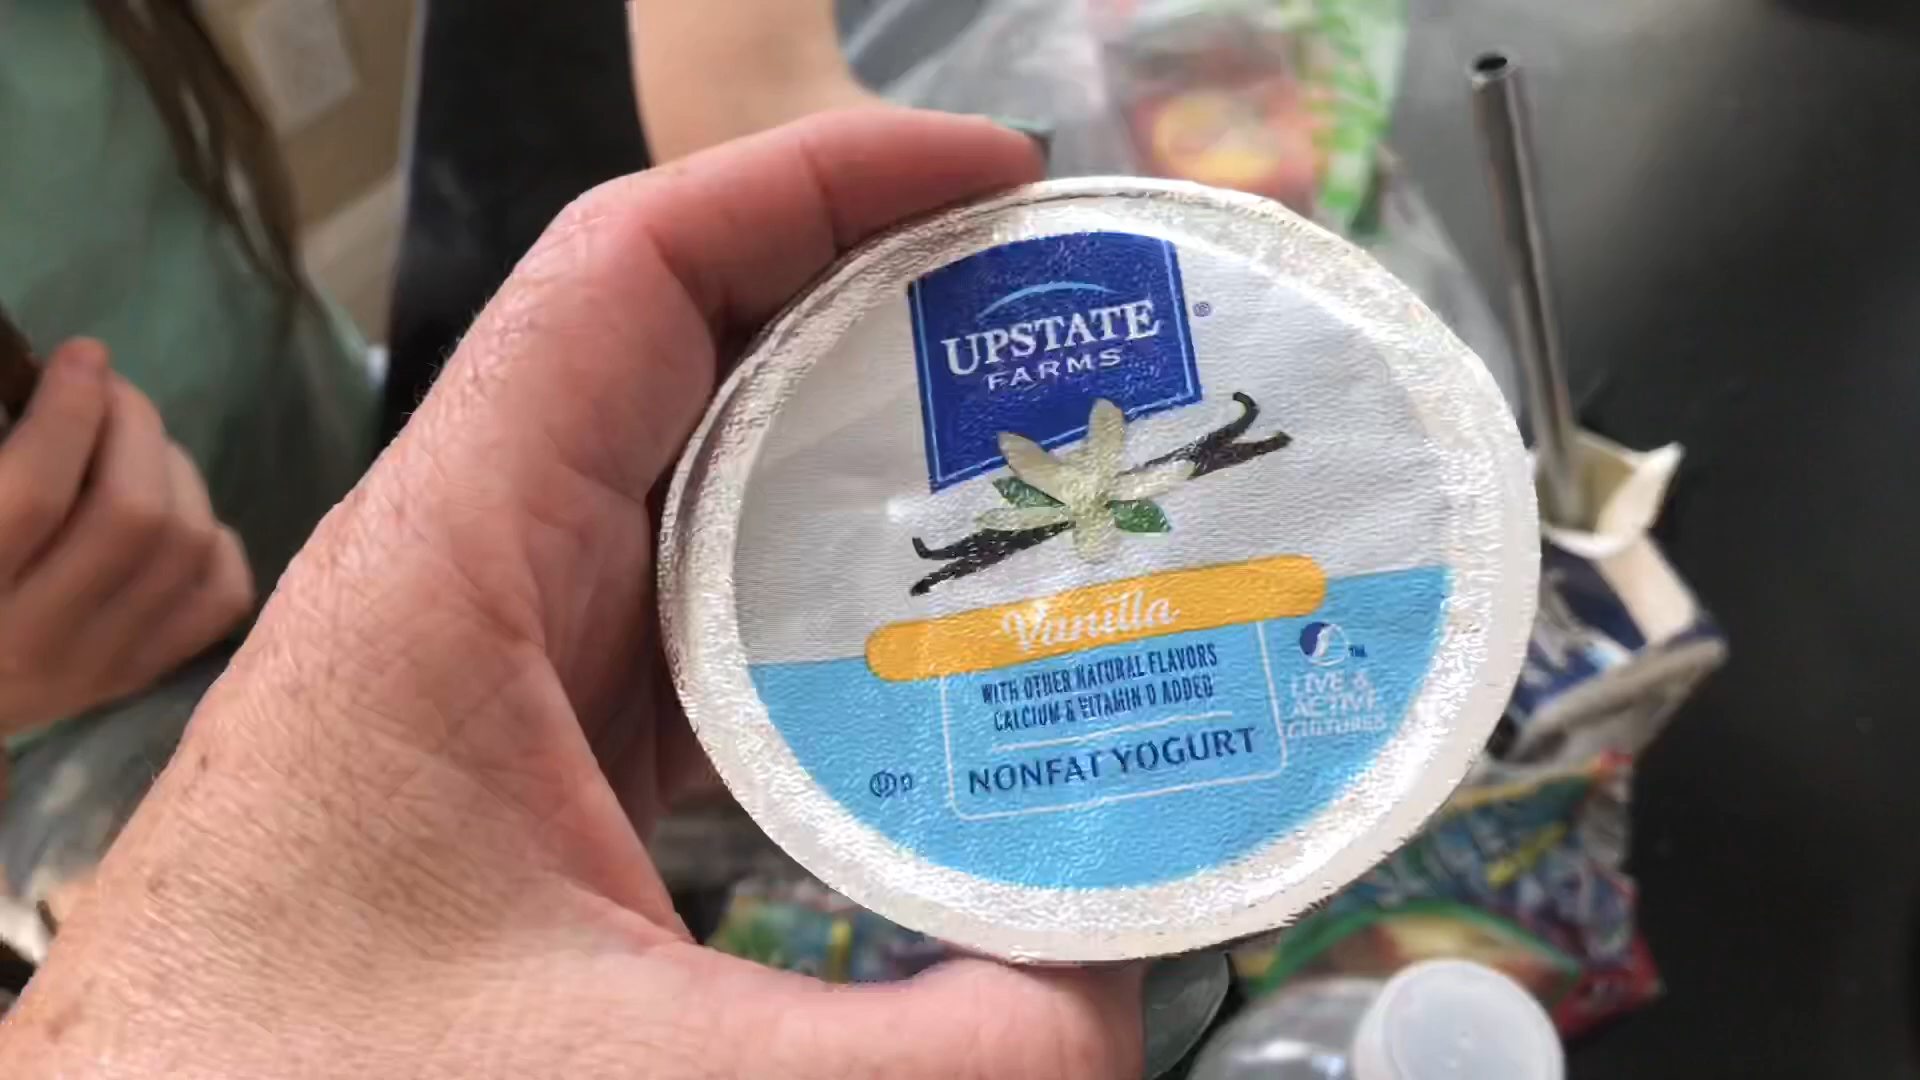 UPSTATE
FARMS
®
Vanilla
WITH OTHER NATURAL FLAVORS
CALCIUM & VITAMIN D ADDED
NONFAT YOGURT
LIVE &
ACTIVE
CULTURES
TM
Ⓤ D